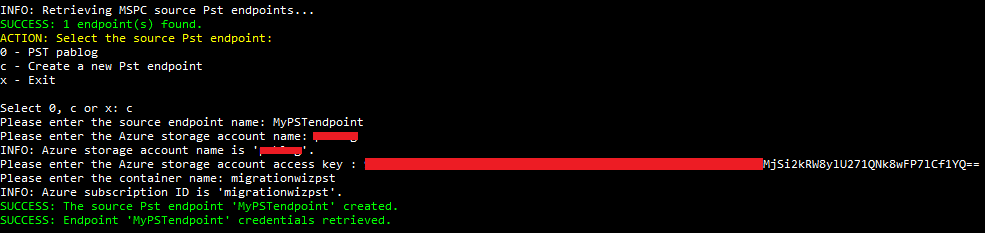 INFO: Retrieving MSPC source Pst endpoints...
SUCCESS: 1 endpoint(s) found.
ACTION: Select the source Pst endpoint:
0 - PST pablog
c - Create a new Pst endpoint
x - Exit
Select 0, c or x: c
Please enter the source endpoint name: MyPSTendpoint
Please enter the Azure storage account name:
INFO: Azure storage account name is ' '.
Please enter the Azure storage account access key : MjSi2kRW8ylU271QNk8wFP7lCf1YQ==
Please enter the container name: migrationwizpst
INFO: Azure subscription ID is 'migrationwizpst'.
SUCCESS: The source Pst endpoint 'MyPSTendpoint' created.
SUCCESS: Endpoint 'MyPSTendpoint' credentials retrieved.